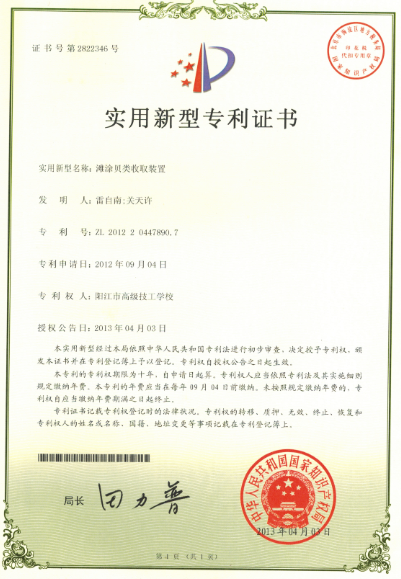 证书号第2822346号
实用新型专利证书
实用新型名称：滩涂贝类收取装置
发 明 人：雷自南;关天许
专 利 号：ZL 2012 2 0447890.7
专利申请日：2012年09月04日
专 利 权 人：阳江市高级技工学校
授权公告日：2013年04月03日
本实用新型经过本局依照中华人民共和国专利法进行初步审查，决定授予专利权，颁
发本证书并在专利登记簿上予以登记。专利权自授权公告之日起生效。
本专利的专利权期限为十年，自申请日起算。专利权人应当依照专利法及其实施细则
规定缴纳年费。本专利的年费应当在每年09月04日前缴纳。未按照规定缴纳年费的，专
利权自应当缴纳年费期满之日起终止。
专利证书记载专利权登记时的法律状况。专利权的转移、质押、无效、终止、恢复和
专利权人的姓名或名称、国籍、地址变更等事项记载在专利登记簿上。
局长 田力普
中华人民共和国国家知识产权局
2013年04月03日
第1页（共1页）